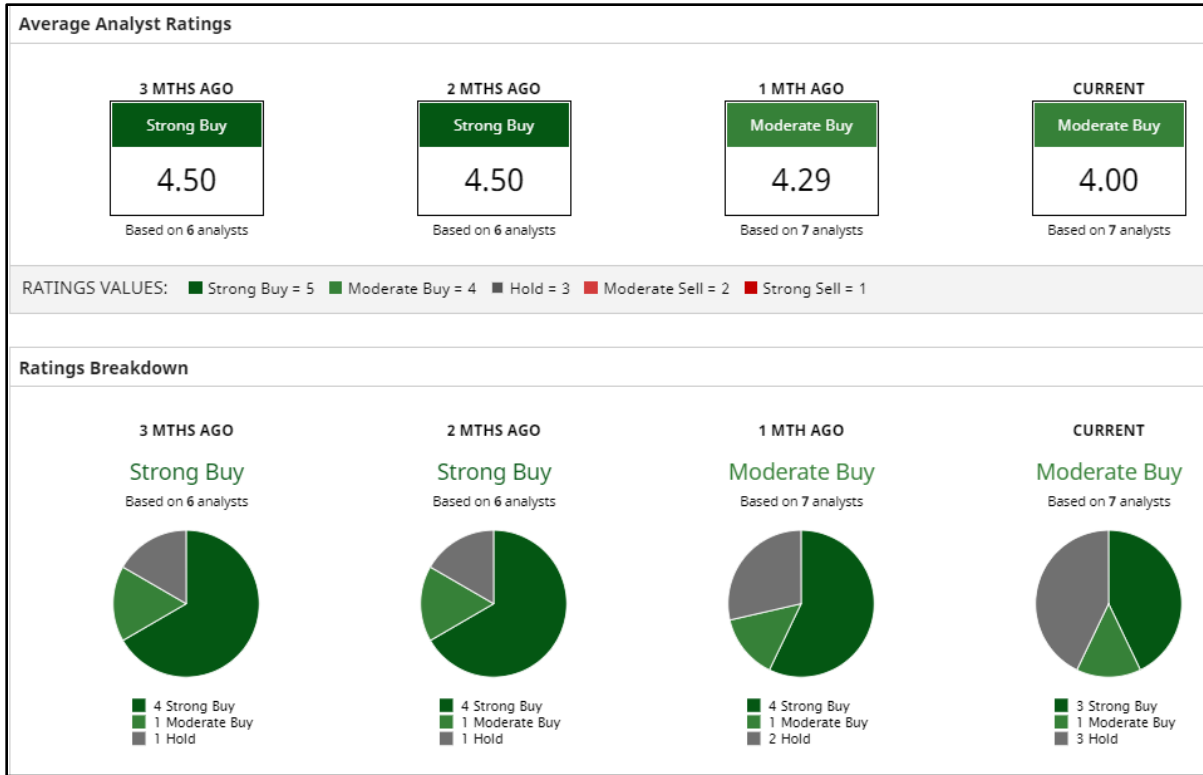 Average Analyst Ratings
3 MTHS AGO 2 MTHS AGO 1 MTH AGO CURRENT
Strong Buy Strong Buy Moderate Buy Moderate Buy
4.50 4.50 4.29 4.00
Based on 6 analysts Based on 6 analysts Based on 7 analysts Based on 7 analysts
RATINGS VALUES: Strong Buy = 5 Moderate Buy = 4 Hold = 3 Moderate Sell = 2 Strong Sell = 1
Ratings Breakdown
3 MTHS AGO 2 MTHS AGO 1 MTH AGO CURRENT
Strong Buy Strong Buy Moderate Buy Moderate Buy
Based on 6 analysts Based on 6 analysts Based on 7 analysts Based on 7 analysts
4 Strong Buy 4 Strong Buy 4 Strong Buy 3 Strong Buy
1 Moderate Buy 1 Moderate Buy 1 Moderate Buy 1 Moderate Buy
1 Hold 1 Hold 2 Hold 3 Hold